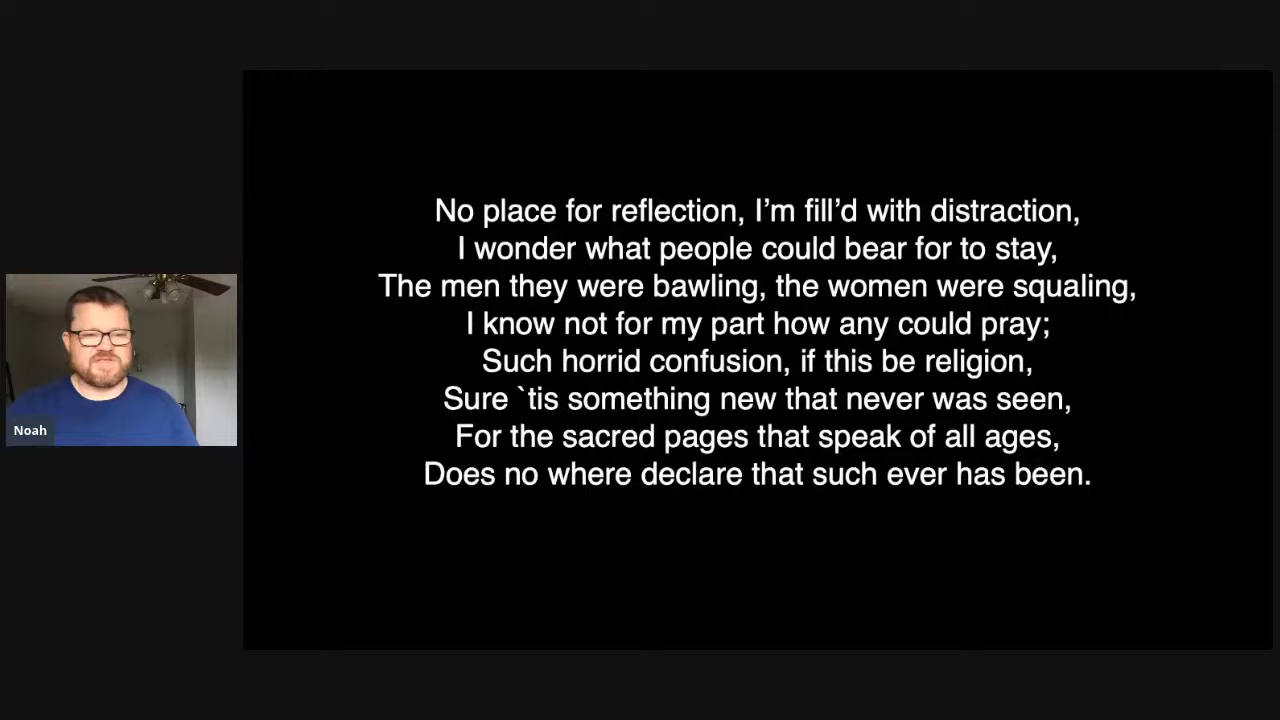 No place for reflection, I’m fill’d with distraction,
I wonder what people could bear for to stay,
The men they were bawling, the women were squaling,
I know not for my part how any could pray;
Such horrid confusion, if this be religion,
Sure `tis something new that never was seen,
For the sacred pages that speak of all ages,
Does no where declare that such ever has been.
Noah